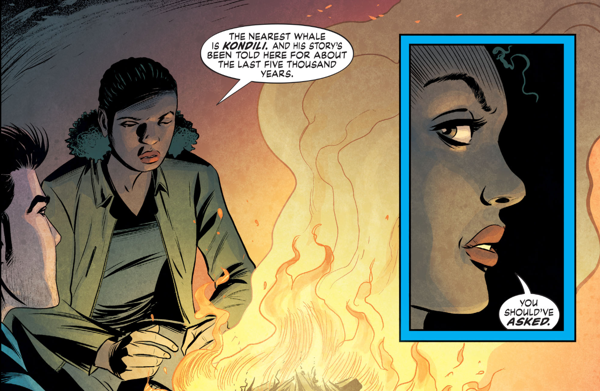 THE NEAREST WHALE
IS KONDILI. AND HIS STORY'S
BEEN TOLD HERE FOR ABOUT
THE LAST FIVE THOUSAND
YEARS.
YOU
SHOULD'VE
ASKED.